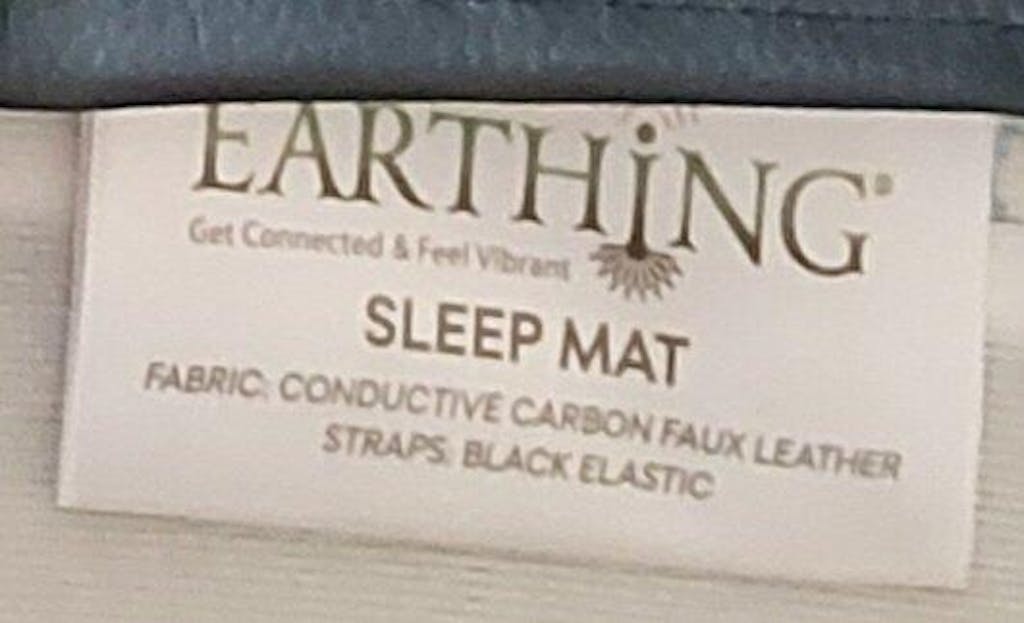 EARTHiNG®
Get Connected & Feel Vibrant
SLEEP MAT
FABRIC: CONDUCTIVE CARBON FAUX LEATHER
STRAPS: BLACK ELASTIC